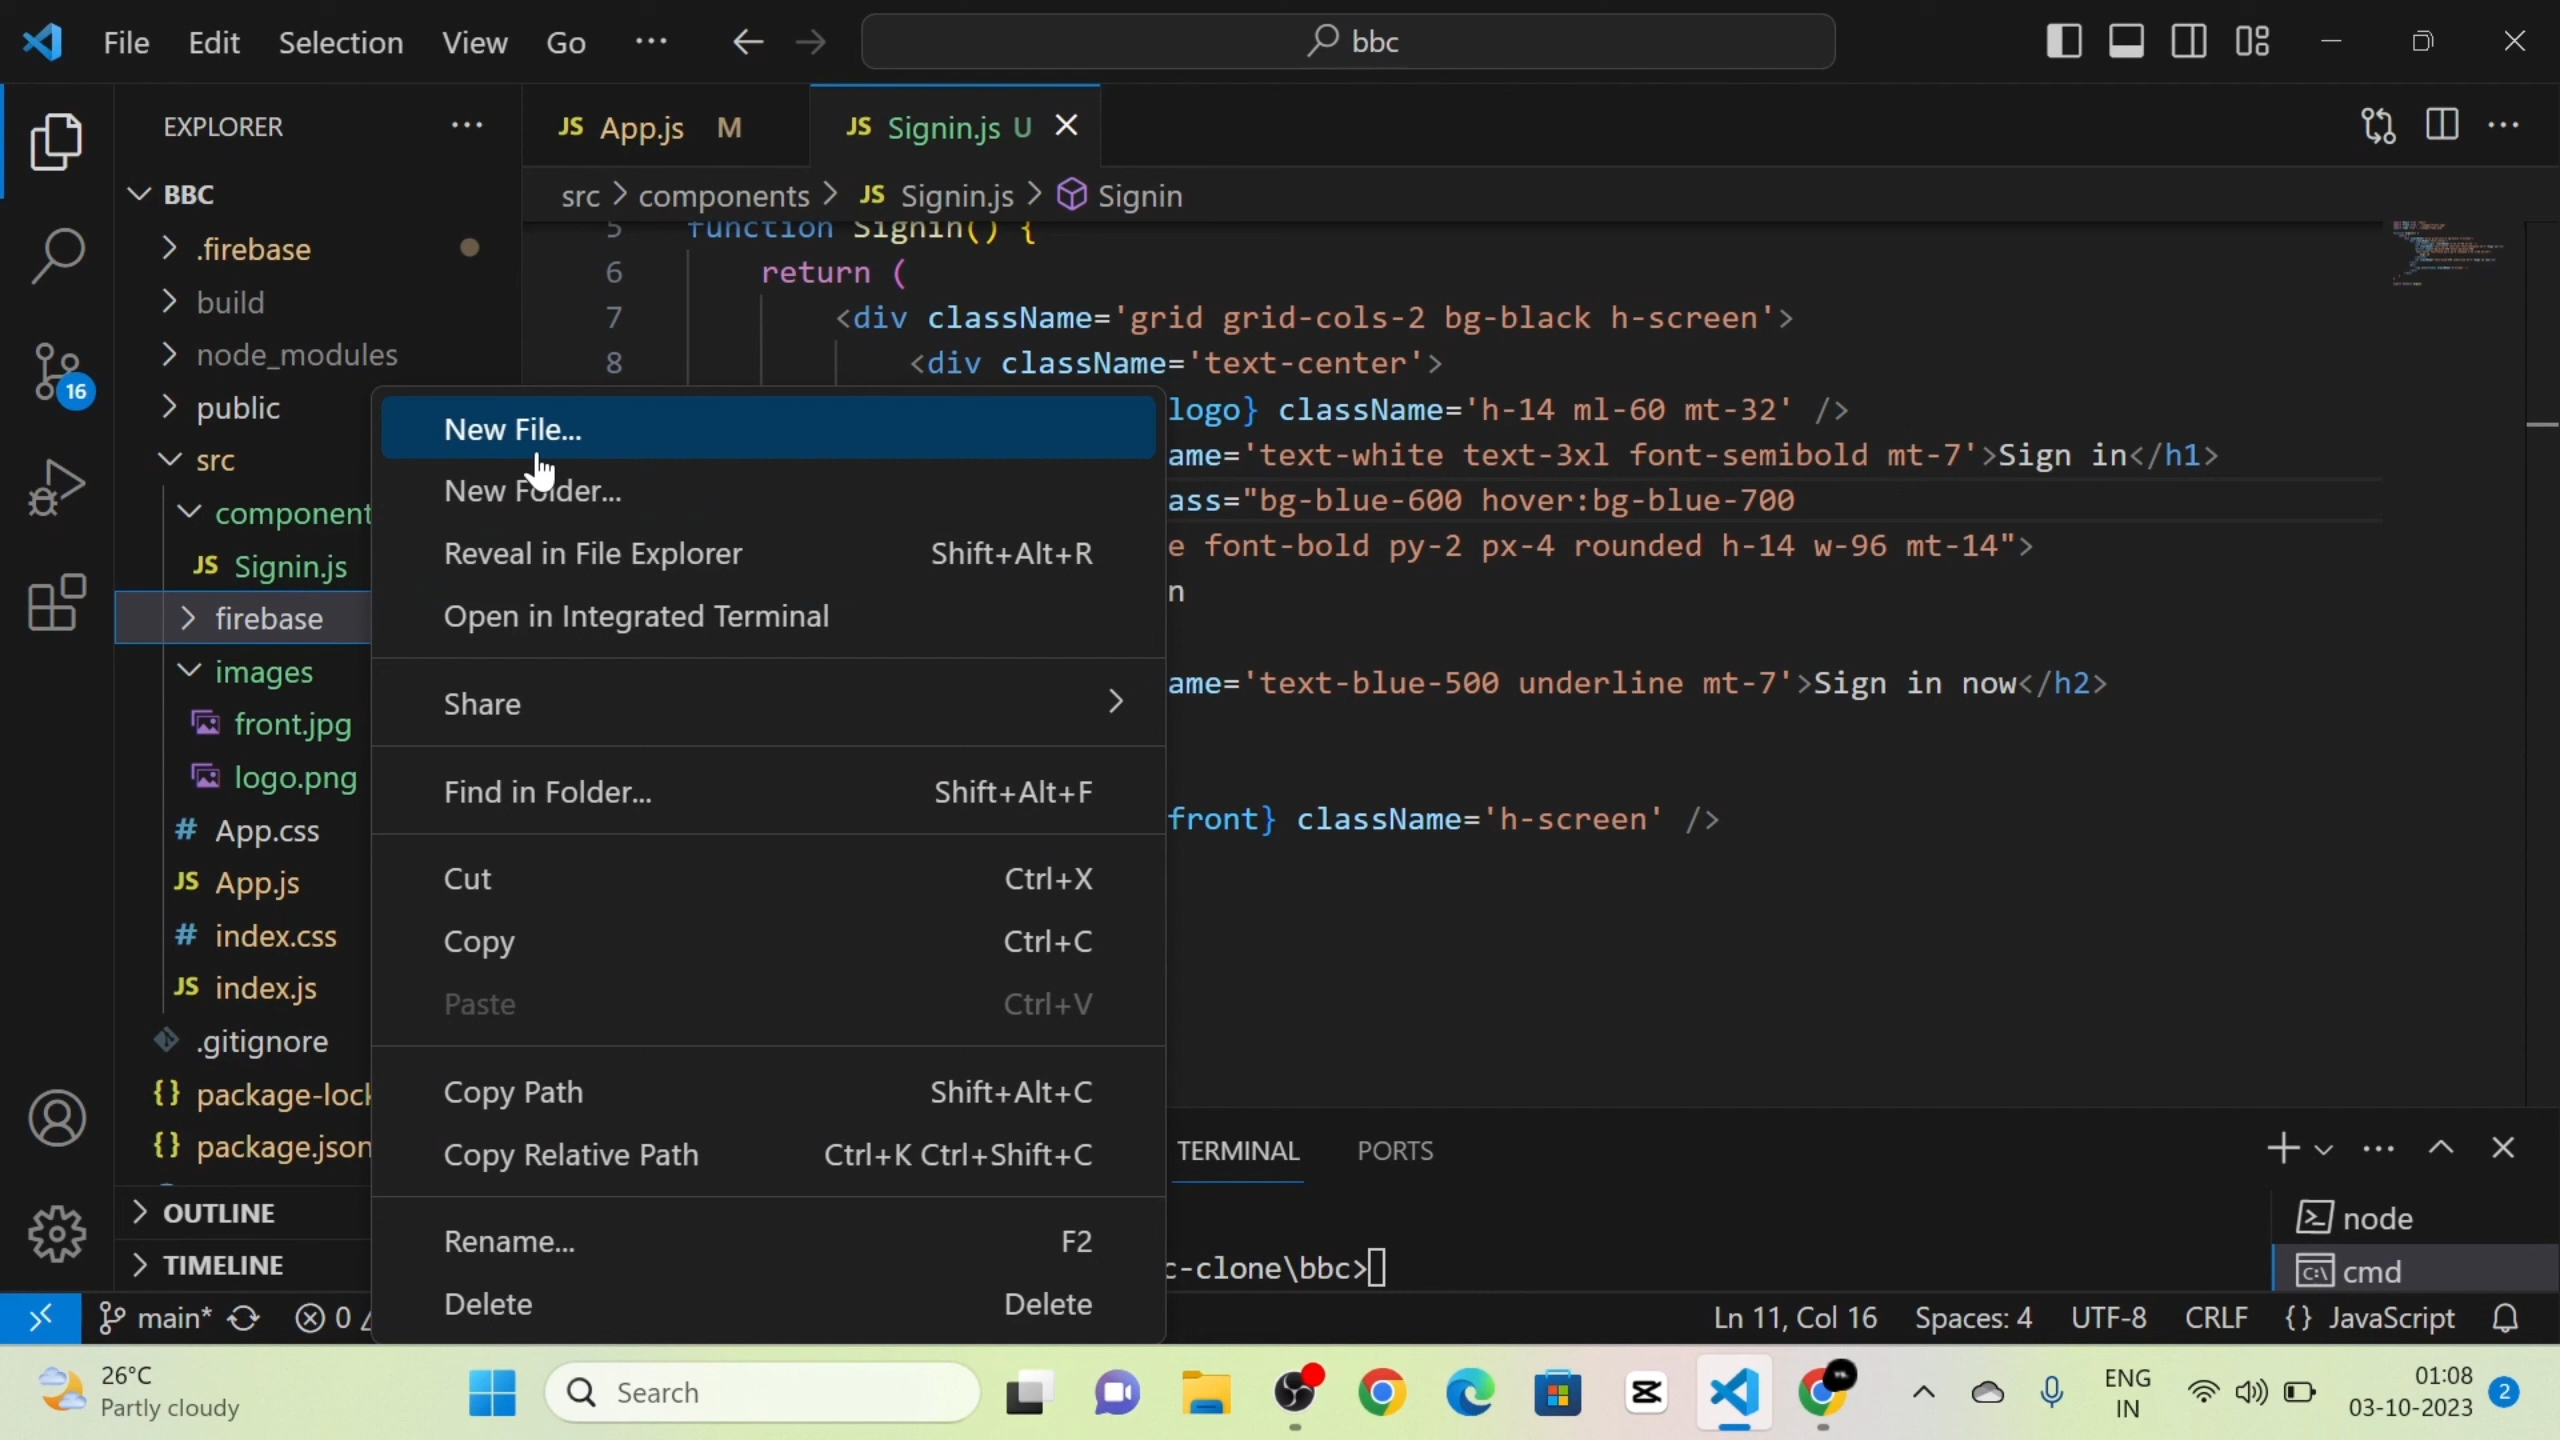 File Edit Selection View Go ··· bbc
EXPLORER
BBC
.firebase
build
node_modules
public
src
component
JS Signin.js
firebase
images
front.jpg
logo.png
# App.css
JS App.js
# index.css
JS index.js
.gitignore
{} package-lock
{} package.json
OUTLINE
TIMELINE
JS App.js M
JS Signin.js U
src > components > JS Signin.js > Signin
5 function Signin() {
6 return (
7 <div className='grid grid-cols-2 bg-black h-screen'>
8 <div className='text-center'>
logo} className='h-14 ml-60 mt-32' />
ame='text-white text-3xl font-semibold mt-7'>Sign in</h1>
ass="bg-blue-600 hover:bg-blue-700
e font-bold py-2 px-4 rounded h-14 w-96 mt-14">
n
ame='text-blue-500 underline mt-7'>Sign in now</h2>
front} className='h-screen' />
New File...
New Folder...
Reveal in File Explorer Shift+Alt+R
Open in Integrated Terminal
Share
Find in Folder... Shift+Alt+F
Cut Ctrl+X
Copy Ctrl+C
Paste Ctrl+V
Copy Path Shift+Alt+C
Copy Relative Path Ctrl+K Ctrl+Shift+C
Rename... F2
Delete Delete
TERMINAL PORTS
c-clone\bbc>
node
cmd
16
main* 0 Ln 11, Col 16 Spaces: 4 UTF-8 CRLF {} JavaScript
26°C
Partly cloudy
Search
ENG
IN
01:08
03-10-2023
2